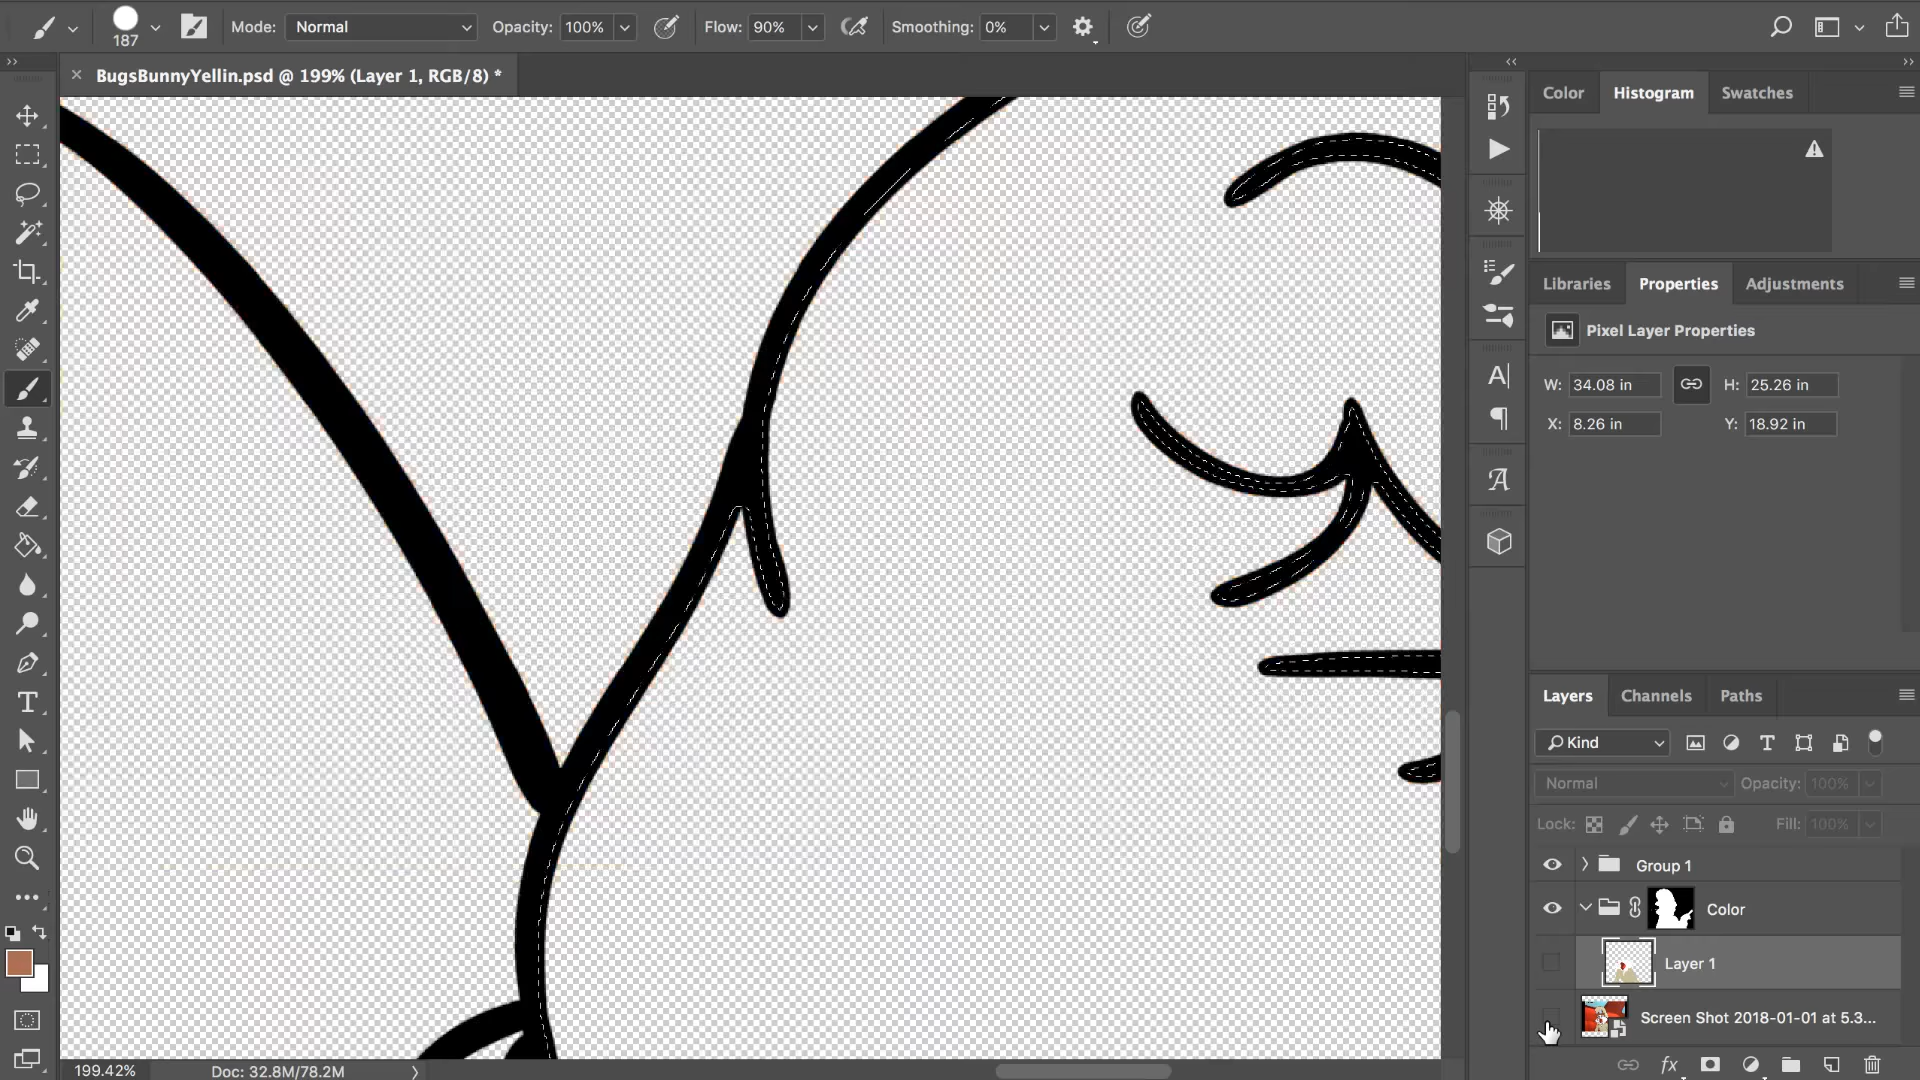 187 Mode: Normal Opacity: 100% Flow: 90% Smoothing: 0%
BugsBunnyYellin.psd @ 199% (Layer 1, RGB/8) *
Color Histogram Swatches
Libraries Properties Adjustments
Pixel Layer Properties
W: 34.08 in H: 25.26 in
X: 8.26 in Y: 18.92 in
Layers Channels Paths
Kind
Normal Opacity: 100%
Lock: Fill: 100%
Group 1
Color
Layer 1
Screen Shot 2018-01-01 at 5.3...
199.42% Doc: 32.8M/78.2M